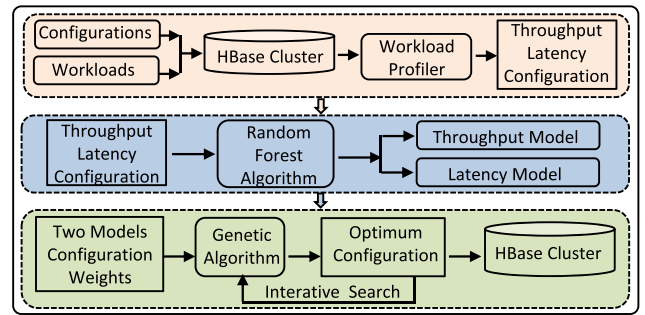 Configurations
Workloads
HBase Cluster
Workload
Profiler
Throughput
Latency
Configuration
Throughput
Latency
Configuration
Random
Forest
Algorithm
Throughput Model
Latency Model
Two Models
Configuration
Weights
Genetic
Algorithm
Optimum
Configuration
HBase Cluster
Interative Search